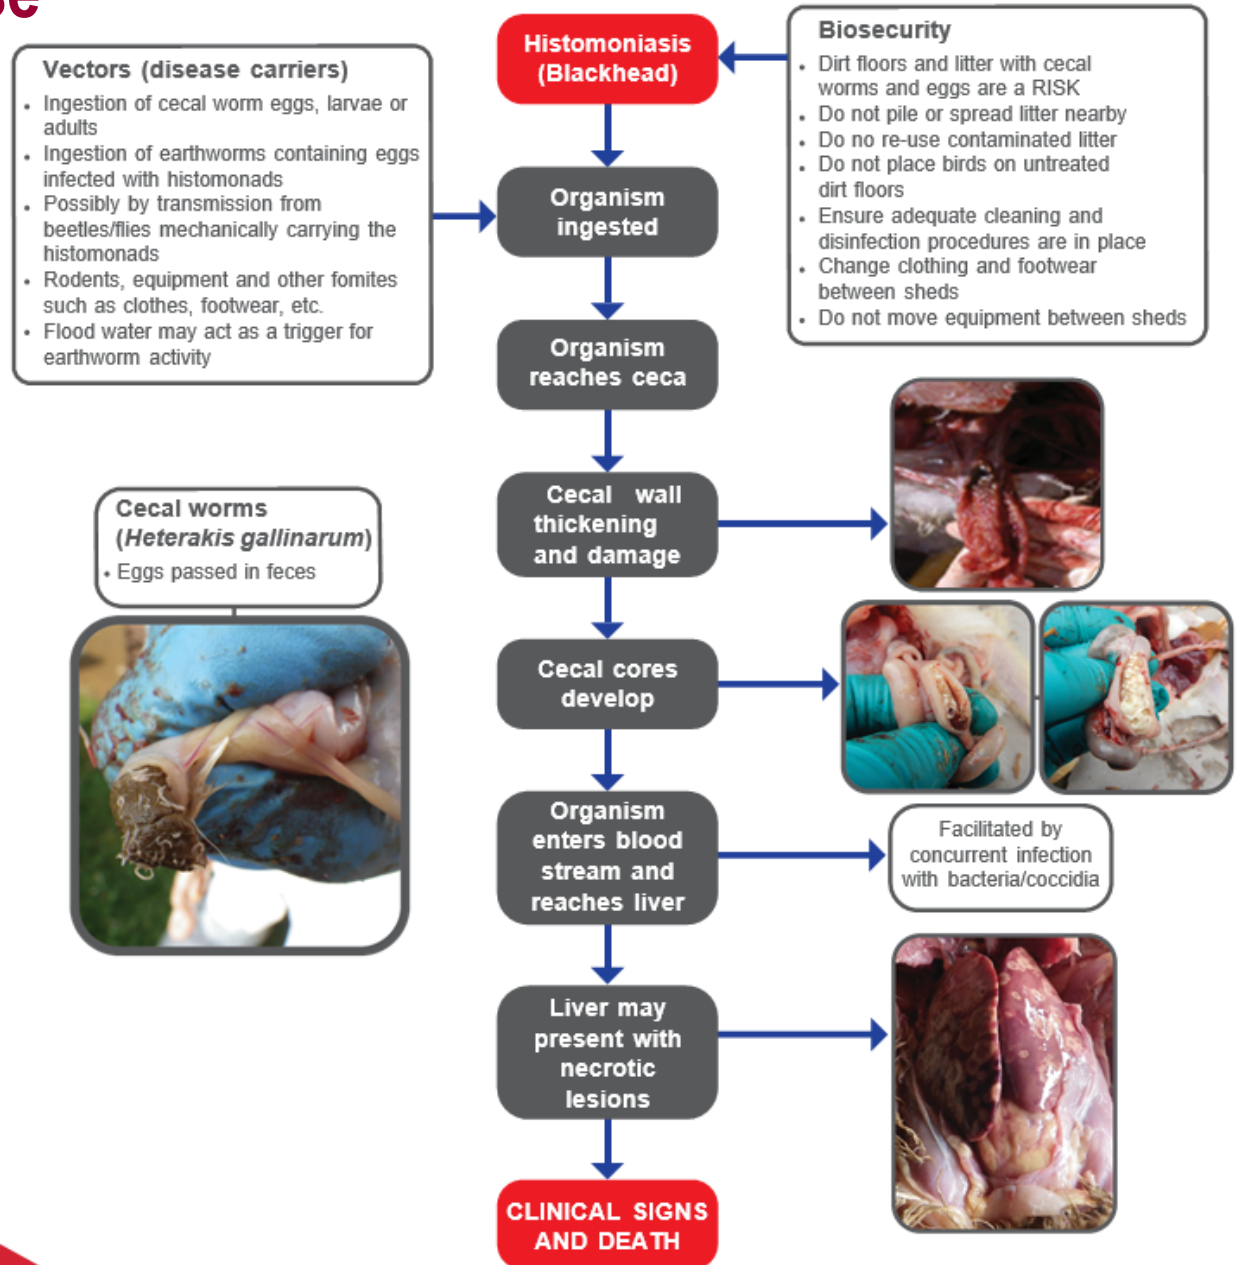 se
Histomoniasis
(Blackhead)
Vectors (disease carriers)
• Ingestion of cecal worm eggs, larvae or
adults
• Ingestion of earthworms containing eggs
infected with histomonads
• Possibly by transmission from
beetles/flies mechanically carrying the
histomonads
• Rodents, equipment and other fomites
such as clothes, footwear, etc.
• Flood water may act as a trigger for
earthworm activity
Biosecurity
• Dirt floors and litter with cecal
worms and eggs are a RISK
• Do not pile or spread litter nearby
• Do no re-use contaminated litter
• Do not place birds on untreated
dirt floors
• Ensure adequate cleaning and
disinfection procedures are in place
• Change clothing and footwear
between sheds
• Do not move equipment between sheds
Organism
ingested
Organism
reaches ceca
Cecal wall
thickening
and damage
Cecal worms
(Heterakis gallinarum)
• Eggs passed in feces
Cecal cores
develop
Organism
enters blood
stream and
reaches liver
Facilitated by
concurrent infection
with bacteria/coccidia
Liver may
present with
necrotic
lesions
CLINICAL SIGNS
AND DEATH